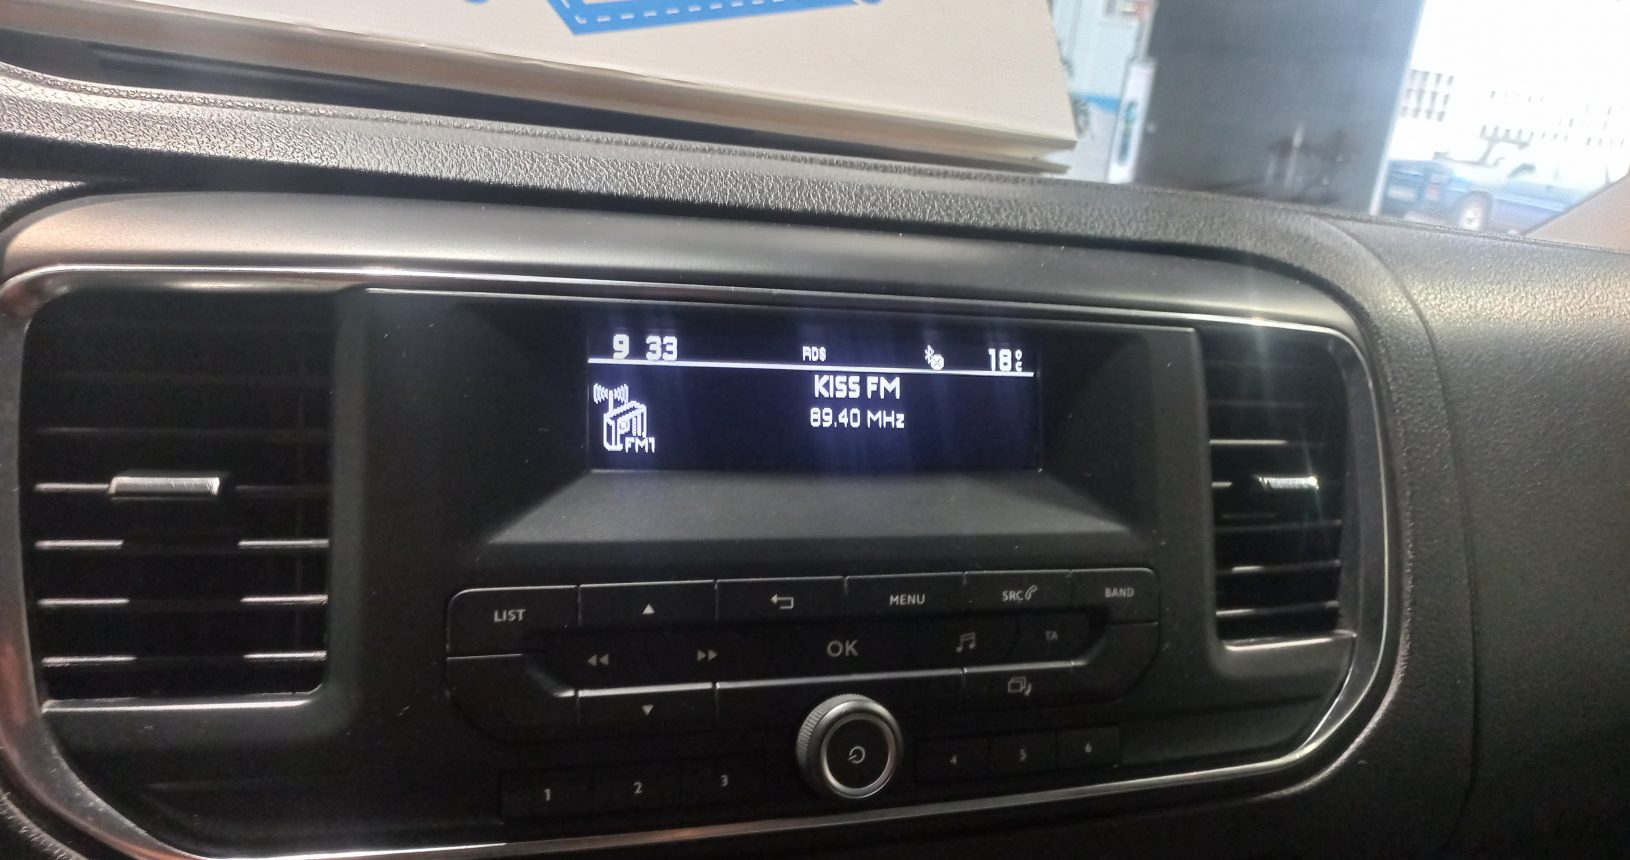 9 33 RDS 18°C
KISS FM
89.40 MHz
FM1
LIST MENU SRC BAND
OK TA
1 2 3 4 5 6